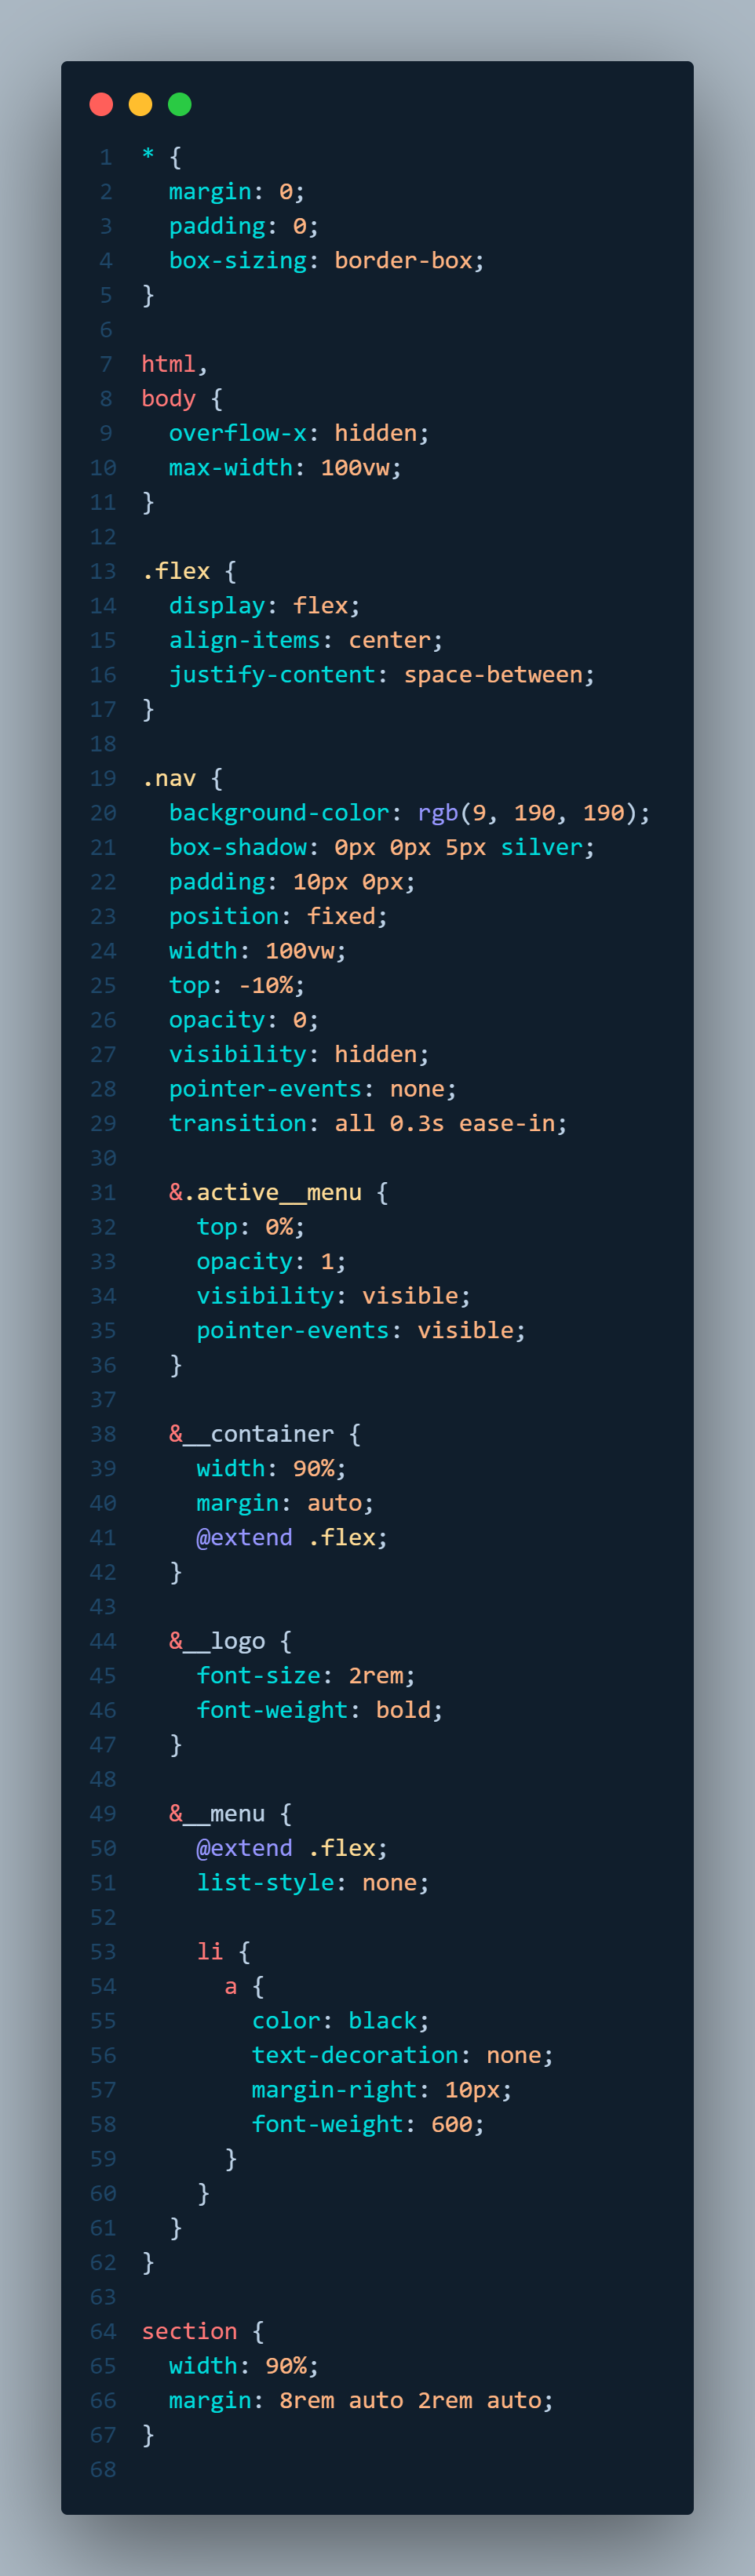 1 * {
2   margin: 0;
3   padding: 0;
4   box-sizing: border-box;
5 }
6
7 html,
8 body {
9   overflow-x: hidden;
10   max-width: 100vw;
11 }
12
13 .flex {
14   display: flex;
15   align-items: center;
16   justify-content: space-between;
17 }
18
19 .nav {
20   background-color: rgb(9, 190, 190);
21   box-shadow: 0px 0px 5px silver;
22   padding: 10px 0px;
23   position: fixed;
24   width: 100vw;
25   top: -10%;
26   opacity: 0;
27   visibility: hidden;
28   pointer-events: none;
29   transition: all 0.3s ease-in;
30
31   &.active__menu {
32     top: 0%;
33     opacity: 1;
34     visibility: visible;
35     pointer-events: visible;
36   }
37
38   &__container {
39     width: 90%;
40     margin: auto;
41     @extend .flex;
42   }
43
44   &__logo {
45     font-size: 2rem;
46     font-weight: bold;
47   }
48
49   &__menu {
50     @extend .flex;
51     list-style: none;
52
53     li {
54       a {
55         color: black;
56         text-decoration: none;
57         margin-right: 10px;
58         font-weight: 600;
59       }
60     }
61   }
62 }
63
64 section {
65   width: 90%;
66   margin: 8rem auto 2rem auto;
67 }
68